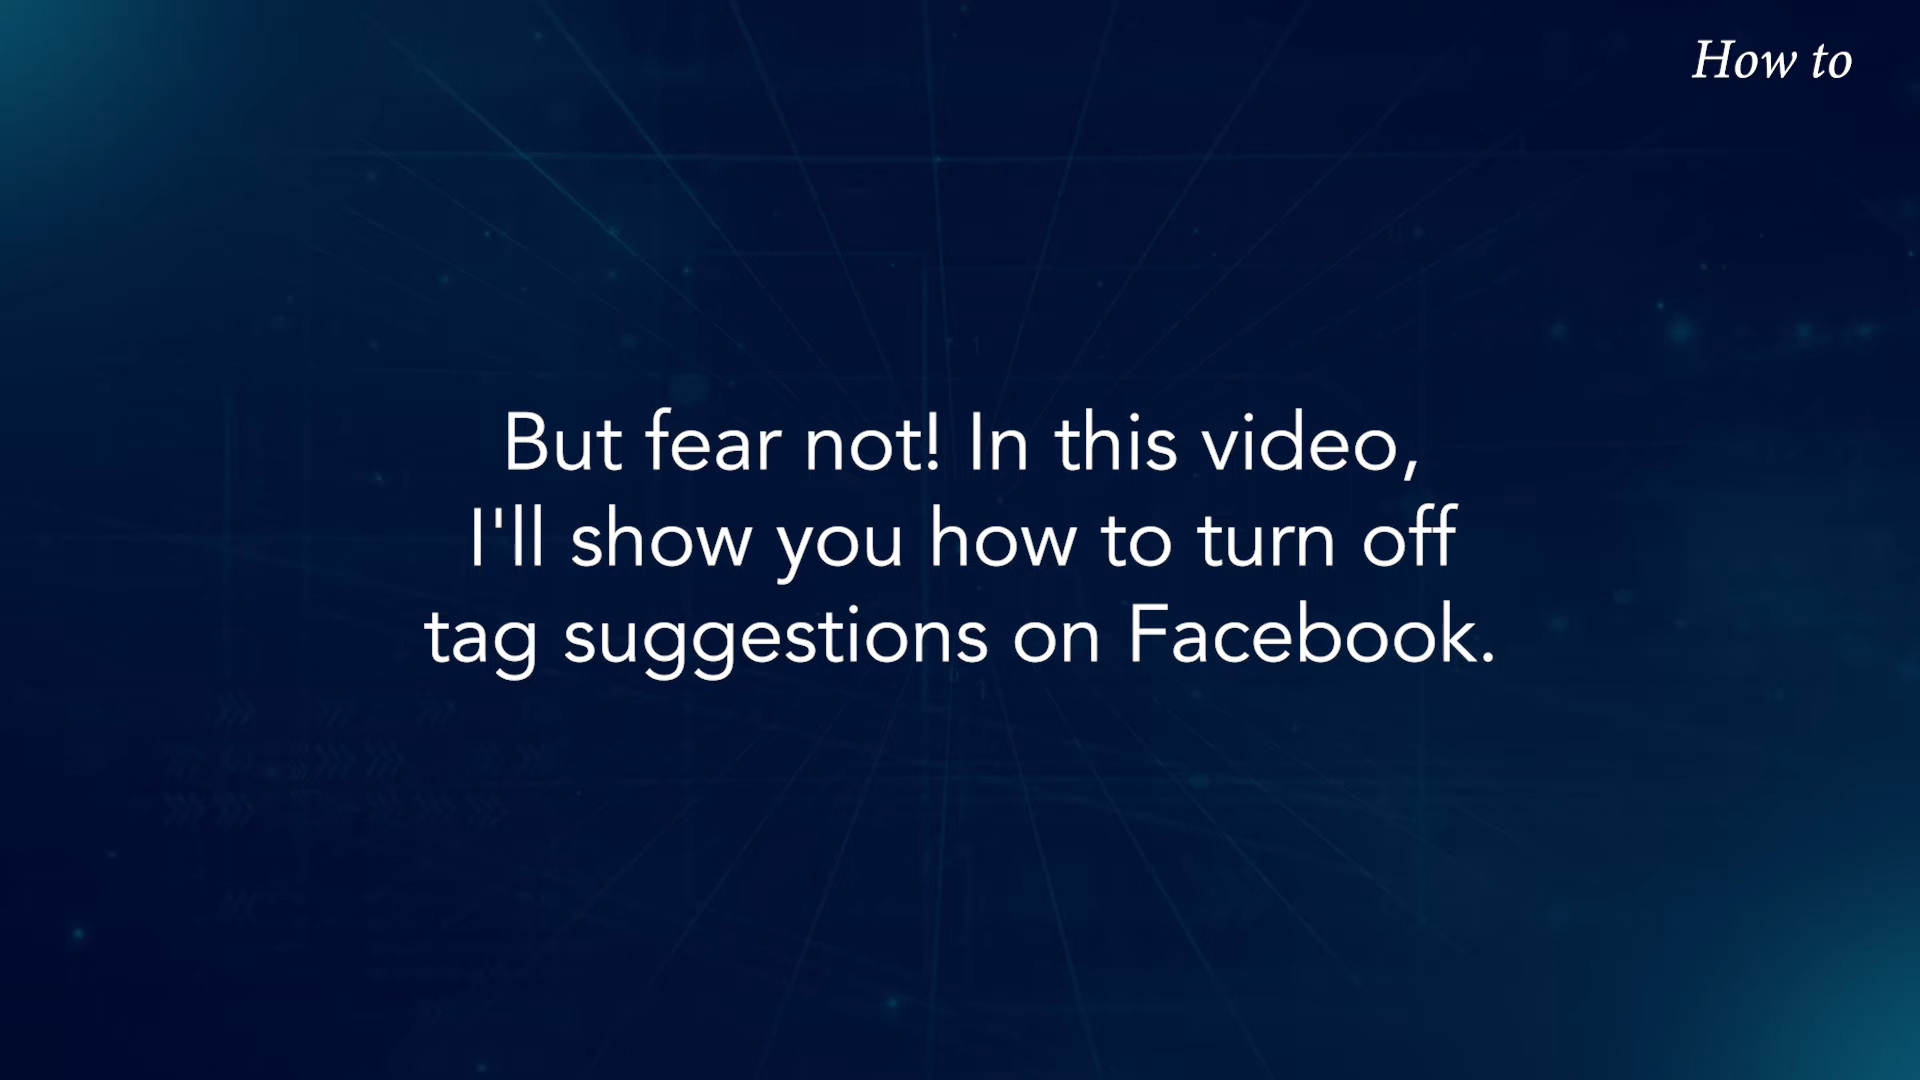 How to
But fear not! In this video,
I'll show you how to turn off
tag suggestions on Facebook.